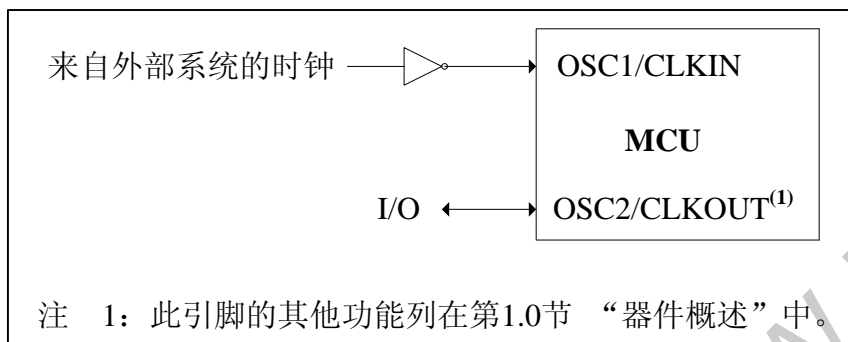 来自外部系统的时钟
OSC1/CLKIN
MCU
I/O
OSC2/CLKOUT(1)
注 1：此引脚的其他功能列在第1.0节 “器件概述”中。